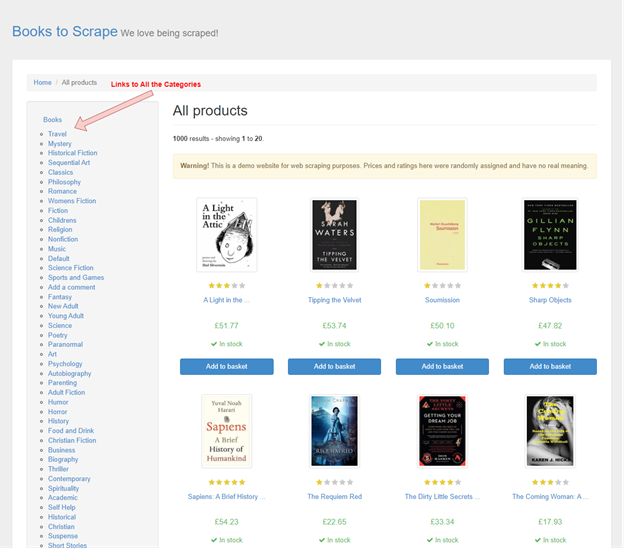 Books to Scrape We love being scraped!
Home / All products
Links to All the Categories
Books
Travel
Mystery
Historical Fiction
Sequential Art
Classics
Philosophy
Romance
Womens Fiction
Fiction
Childrens
Religion
Nonfiction
Music
Default
Science Fiction
Sports and Games
Add a comment
Fantasy
New Adult
Young Adult
Science
Poetry
Paranormal
Art
Psychology
Autobiography
Parenting
Adult Fiction
Humor
Horror
History
Food and Drink
Christian Fiction
Business
Biography
Thriller
Contemporary
Spirituality
Academic
Self Help
Historical
Christian
Suspense
Short Stories
All products
1000 results - showing 1 to 20.
Warning! This is a demo website for web scraping purposes. Prices and ratings here were randomly assigned and have no real meaning.
A Light
in the
Attic
SARAH
WATERS
TIPPING
THE
VELVET
Soumission
GILLIAN
FLYNN
SHARP
OBJECTS
A Light in the ...
Tipping the Velvet
Soumission
Sharp Objects
£51.77
£53.74
£50.10
£47.82
In stock
In stock
In stock
In stock
Add to basket
Add to basket
Add to basket
Add to basket
Yuval Noah
Harari
Sapiens
A Brief
History of
Humankind
GETTING
YOUR
DREAM JOB
KAREN J. HICKS
Sapiens: A Brief History ...
The Requiem Red
The Dirty Little Secrets ...
The Coming Woman: A ...
£54.23
£22.65
£33.34
£17.93
In stock
In stock
In stock
In stock